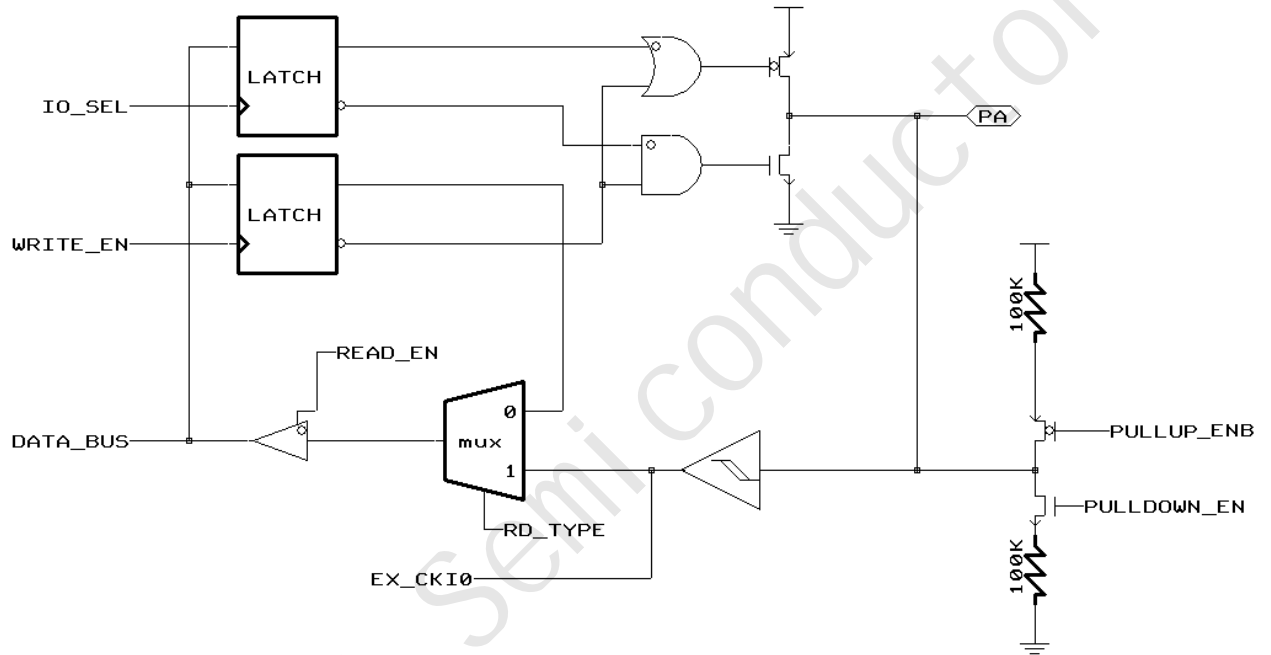 LATCH
IO_SEL
PA
LATCH
WRITE_EN
100K
READ_EN
0
mux
DATA_BUS
1
PULLUP_ENB
PULLDOWN_EN
RD_TYPE
EX_CKI0
100K
Semi conductor